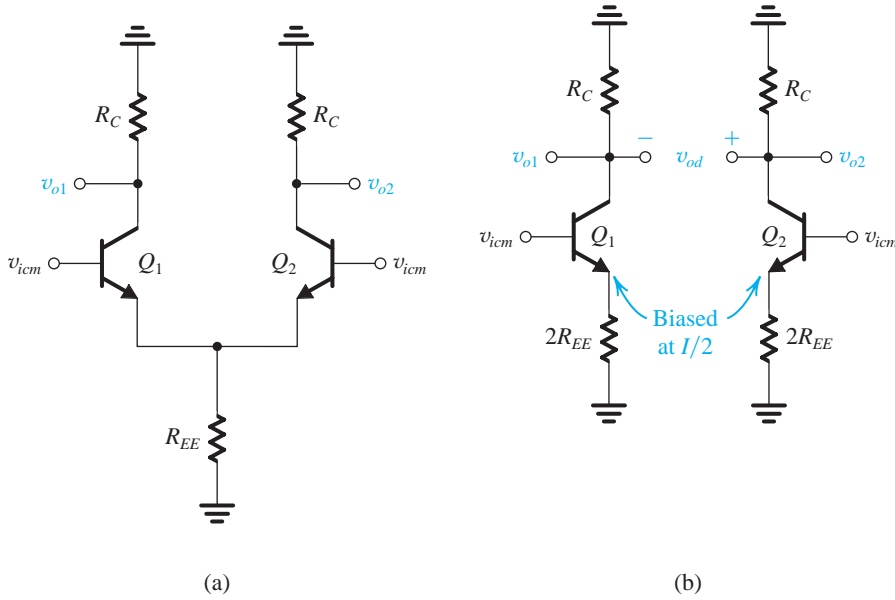 R_C R_C
v_o1 v_o2
v_icm Q_1 Q_2 v_icm
R_EE
(a)
R_C R_C
− +
v_o1 v_od v_o2
v_icm Q_1 Q_2 v_icm
Biased
at I/2
2R_EE 2R_EE
(b)